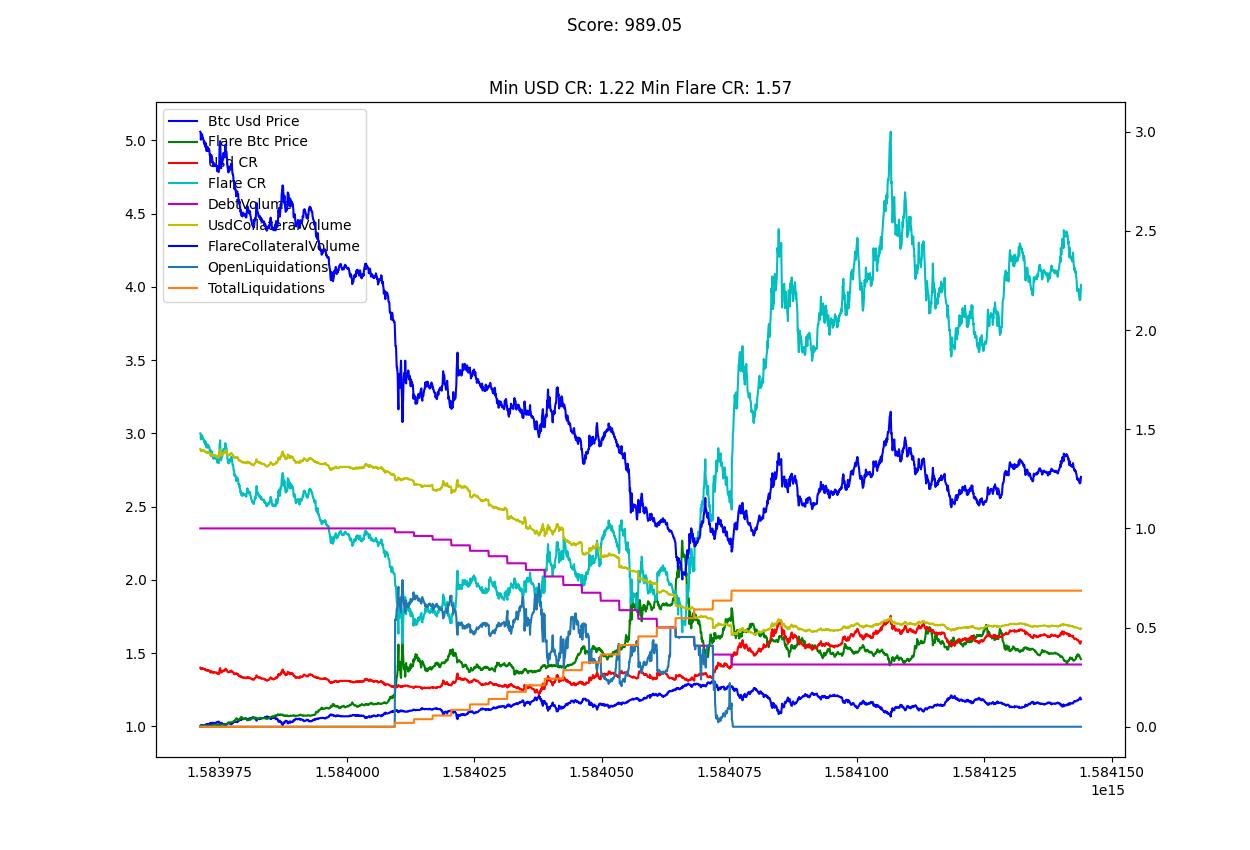 Score: 989.05
Min USD CR: 1.22 Min Flare CR: 1.57
Btc Usd Price
Flare Btc Price
Usd CR
Flare CR
DebtVolume
UsdCollateralVolume
FlareCollateralVolume
OpenLiquidations
TotalLiquidations
5.0
4.5
4.0
3.5
3.0
2.5
2.0
1.5
1.0
3.0
2.5
2.0
1.5
1.0
0.5
0.0
1.583975 1.584000 1.584025 1.584050 1.584075 1.584100 1.584125 1.584150
1e15